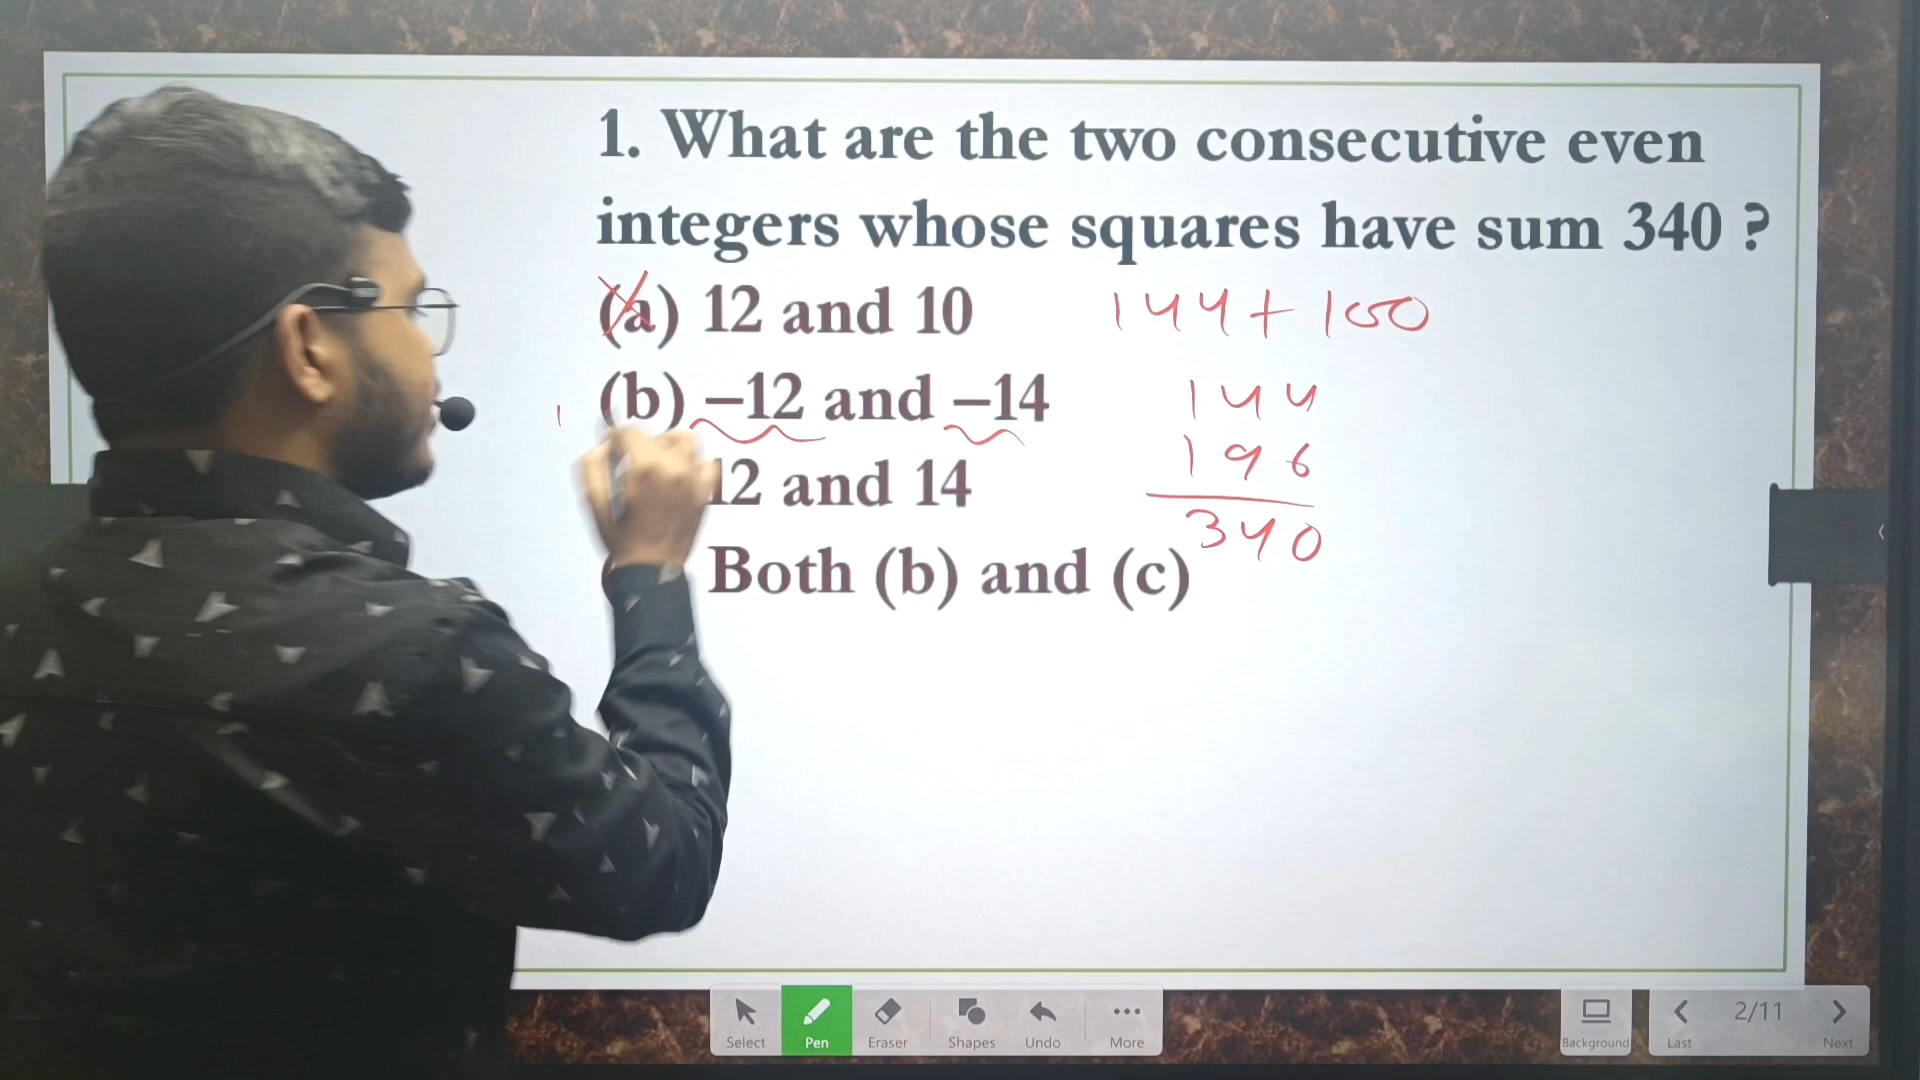 1. What are the two consecutive even
integers whose squares have sum 340 ?
(a) 12 and 10 144+100
(b) –12 and –14 144
196
12 and 14
340
Both (b) and (c)
Select Pen Eraser Shapes Undo More Background Last 2/11 Next